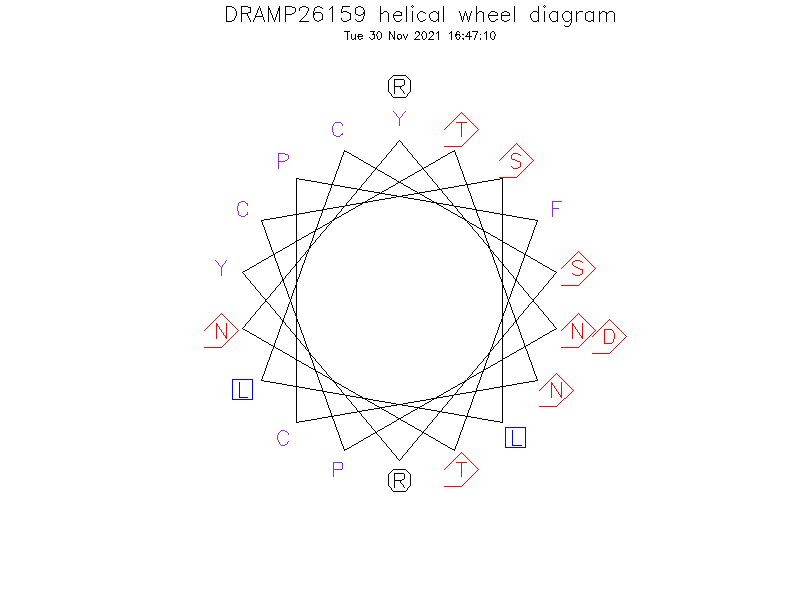 DRAMP26159 helical wheel diagram
Tue 30 Nov 2021 16:47:10
R
Y
C T
P S
C F
Y S
N N D
L N
C L
P R T